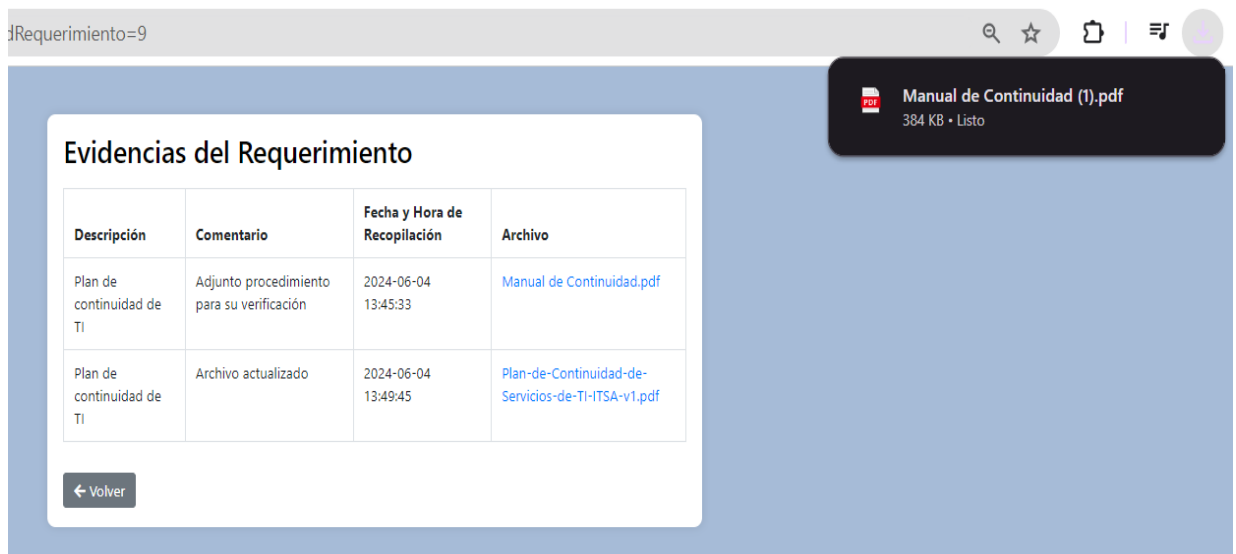 dRequerimiento=9
Manual de Continuidad (1).pdf
384 KB • Listo
PDF
Evidencias del Requerimiento
Descripción
Comentario
Fecha y Hora de
Recopilación
Archivo
Plan de
continuidad de
TI
Adjunto procedimiento
para su verificación
2024-06-04
13:45:33
Manual de Continuidad.pdf
Plan de
continuidad de
TI
Archivo actualizado
2024-06-04
13:49:45
Plan-de-Continuidad-de-
Servicios-de-TI-ITSA-v1.pdf
Volver